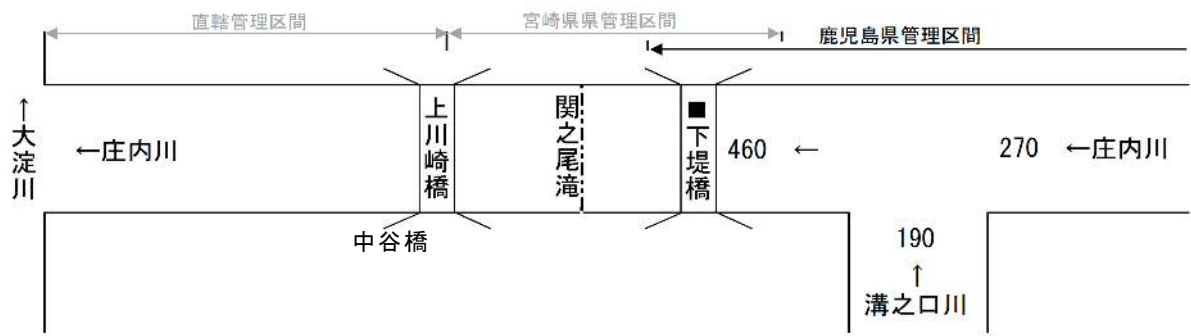 直轄管理区間
宮崎県県管理区間
鹿児島県管理区間
↑大淀川
←庄内川
上川崎橋
関之尾滝
■下堤橋
460 ←
270 ←庄内川
中谷橋
190
↑
溝之口川